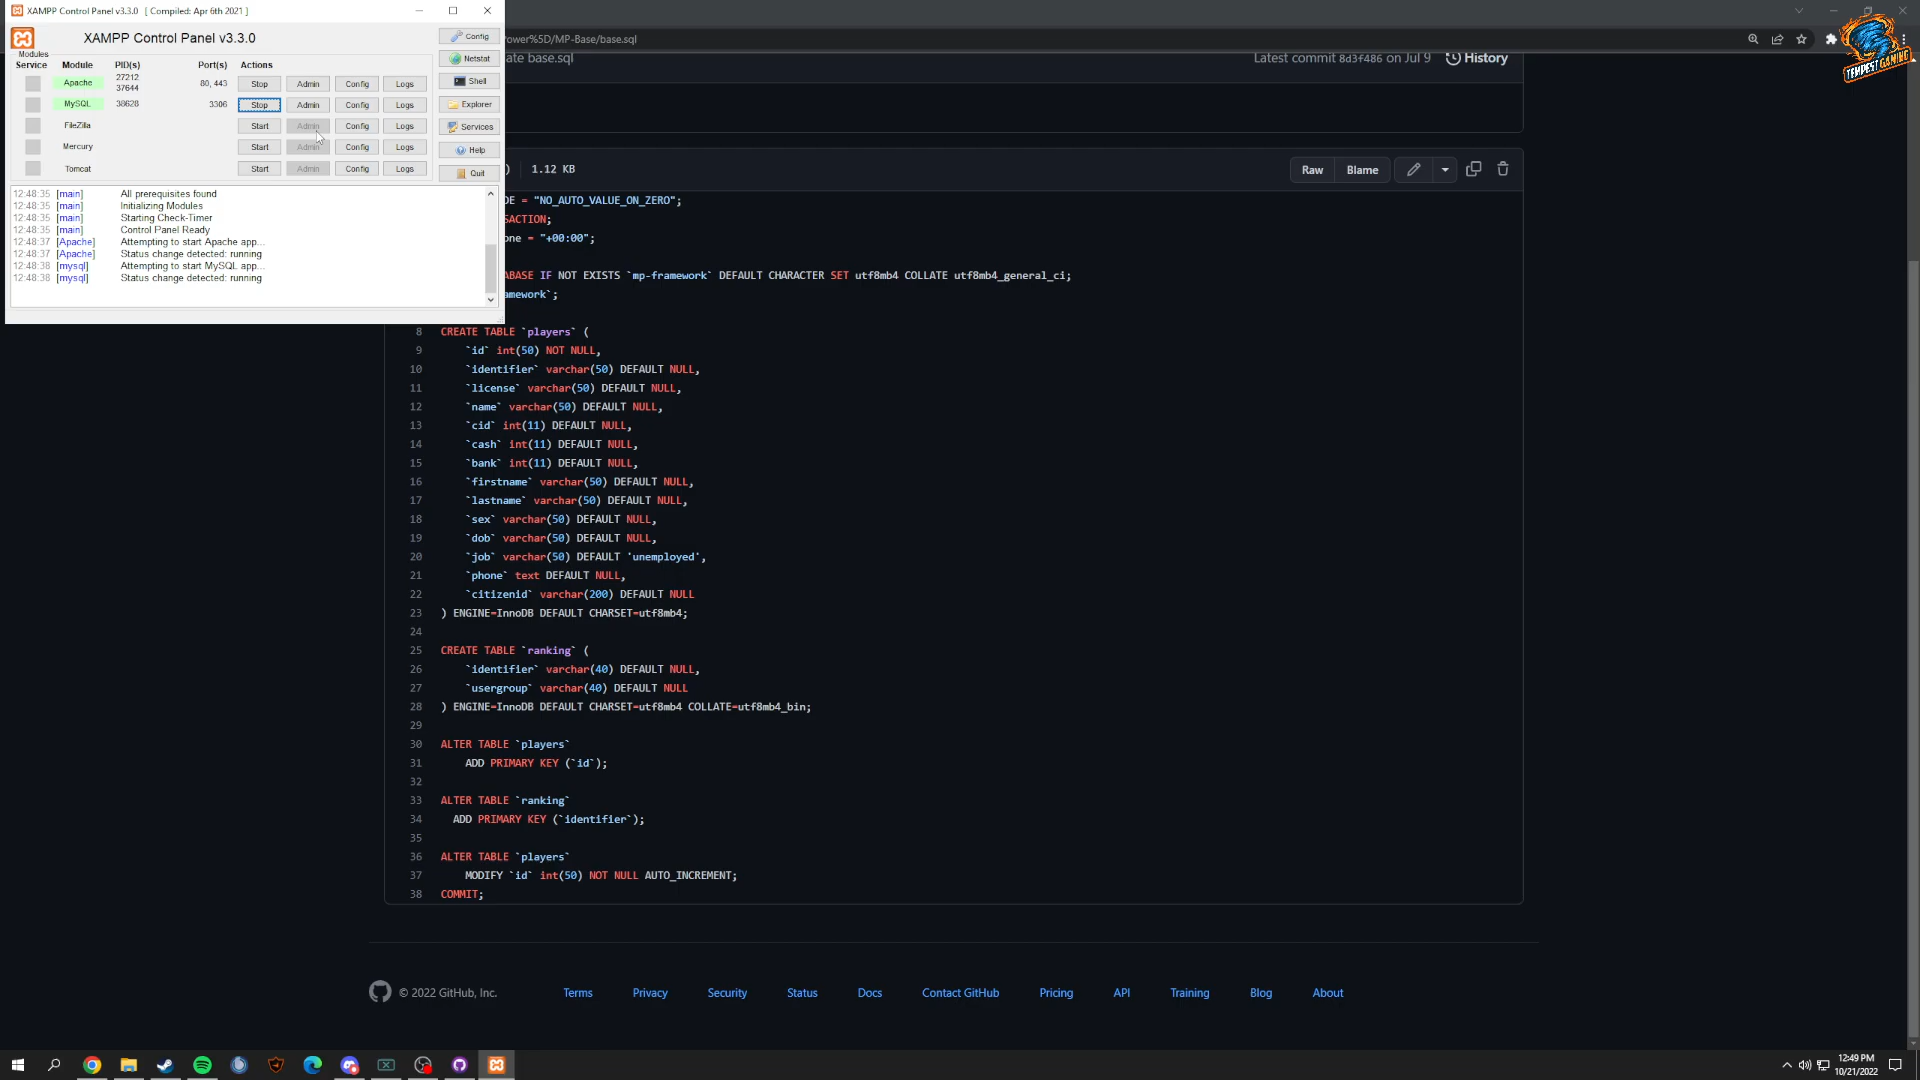 XAMPP Control Panel v3.3.0 [ Compiled: Apr 6th 2021 ]
XAMPP Control Panel v3.3.0
Modules
Service Module PID(s) Port(s) Actions
Apache 27212 37644 80, 443 Stop Admin Config Logs
MySQL 38628 3306 Stop Admin Config Logs
FileZilla Start Admin Config Logs
Mercury Start Admin Config Logs
Tomcat Start Admin Config Logs
Config
Netstat
Shell
Explorer
Services
Help
Quit
12:48:35 [main] All prerequisites found
12:48:35 [main] Initializing Modules
12:48:35 [main] Starting Check-Timer
12:48:35 [main] Control Panel Ready
12:48:37 [Apache] Attempting to start Apache app...
12:48:37 [Apache] Status change detected: running
12:48:38 [mysql] Attempting to start MySQL app...
12:48:38 [mysql] Status change detected: running
ower%5D/MP-Base/base.sql
TEMPEST GAMING
ate base.sql
Latest commit 8d3f486 on Jul 9 History
) 1.12 KB
Raw Blame
DE = "NO_AUTO_VALUE_ON_ZERO";
SACTION;
one = "+00:00";
ABASE IF NOT EXISTS `mp-framework` DEFAULT CHARACTER SET utf8mb4 COLLATE utf8mb4_general_ci;
amework`;
8 CREATE TABLE `players` (
9 `id` int(50) NOT NULL,
10 `identifier` varchar(50) DEFAULT NULL,
11 `license` varchar(50) DEFAULT NULL,
12 `name` varchar(50) DEFAULT NULL,
13 `cid` int(11) DEFAULT NULL,
14 `cash` int(11) DEFAULT NULL,
15 `bank` int(11) DEFAULT NULL,
16 `firstname` varchar(50) DEFAULT NULL,
17 `lastname` varchar(50) DEFAULT NULL,
18 `sex` varchar(50) DEFAULT NULL,
19 `dob` varchar(50) DEFAULT NULL,
20 `job` varchar(50) DEFAULT 'unemployed',
21 `phone` text DEFAULT NULL,
22 `citizenid` varchar(200) DEFAULT NULL
23 ) ENGINE=InnoDB DEFAULT CHARSET=utf8mb4;
24
25 CREATE TABLE `ranking` (
26 `identifier` varchar(40) DEFAULT NULL,
27 `usergroup` varchar(40) DEFAULT NULL
28 ) ENGINE=InnoDB DEFAULT CHARSET=utf8mb4 COLLATE=utf8mb4_bin;
29
30 ALTER TABLE `players`
31 ADD PRIMARY KEY (`id`);
32
33 ALTER TABLE `ranking`
34 ADD PRIMARY KEY (`identifier`);
35
36 ALTER TABLE `players`
37 MODIFY `id` int(50) NOT NULL AUTO_INCREMENT;
38 COMMIT;
© 2022 GitHub, Inc. Terms Privacy Security Status Docs Contact GitHub Pricing API Training Blog About
12:49 PM
10/21/2022